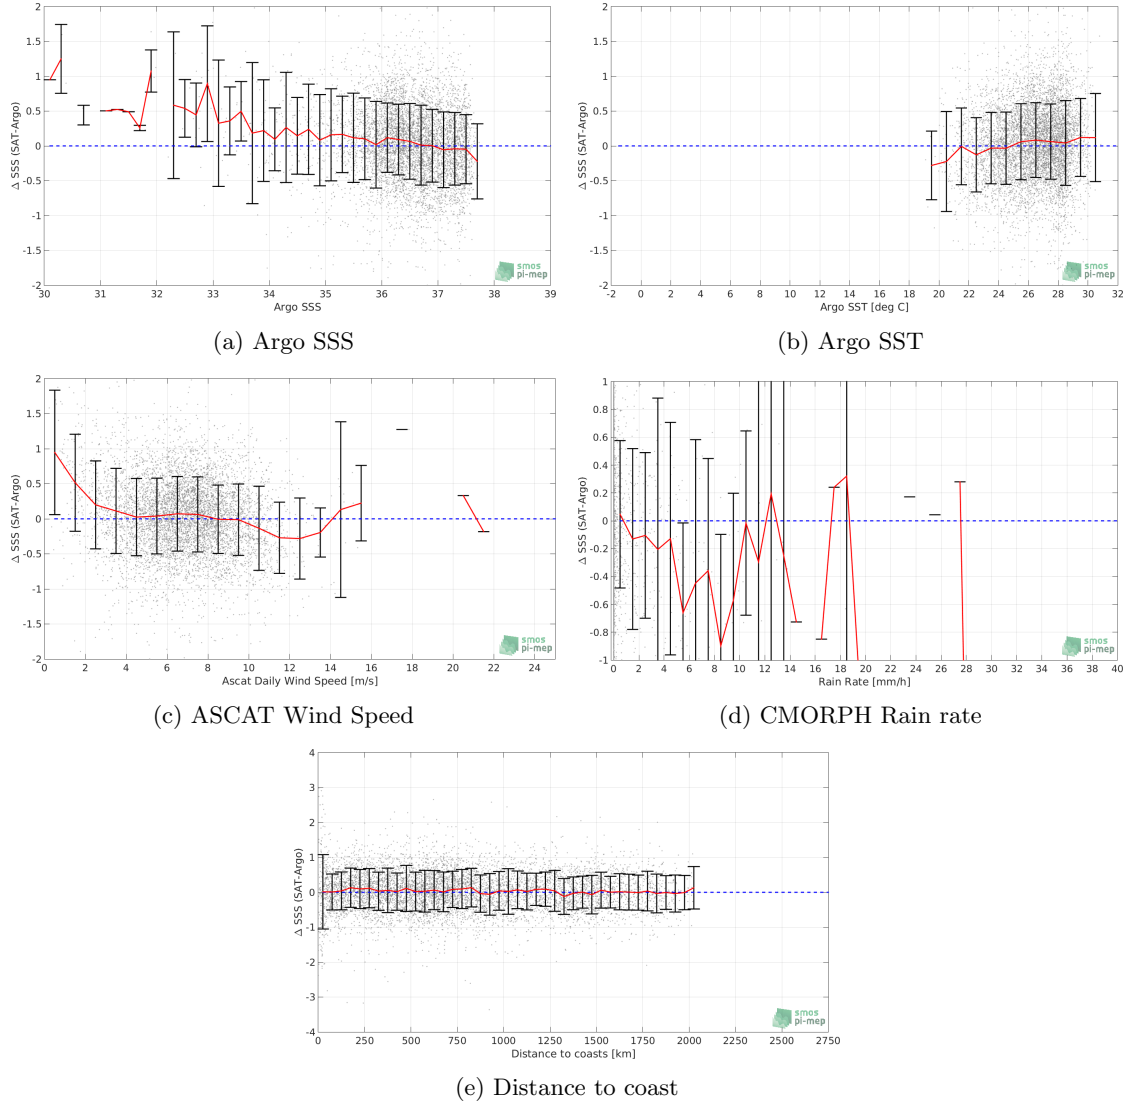 2
1.5
1
0.5
0
-0.5
-1
-1.5
-2
Δ SSS (SAT-Argo)
30 31 32 33 34 35 36 37 38 39
Argo SSS
smos
pi-mep
(a) Argo SSS
2
1.5
1
0.5
0
-0.5
-1
-1.5
-2
Δ SSS (SAT-Argo)
-2 0 2 4 6 8 10 12 14 16 18 20 22 24 26 28 30 32
Argo SST [deg C]
smos
pi-mep
(b) Argo SST
2
1.5
1
0.5
0
-0.5
-1
-1.5
-2
Δ SSS (SAT-Argo)
0 2 4 6 8 10 12 14 16 18 20 22 24
Ascat Daily Wind Speed [m/s]
smos
pi-mep
(c) ASCAT Wind Speed
1
0.8
0.6
0.4
0.2
0
-0.2
-0.4
-0.6
-0.8
-1
Δ SSS (SAT-Argo)
0 2 4 6 8 10 12 14 16 18 20 22 24 26 28 30 32 34 36 38 40
Rain Rate [mm/h]
smos
pi-mep
(d) CMORPH Rain rate
4
3
2
1
0
-1
-2
-3
-4
Δ SSS (SAT-Argo)
0 250 500 750 1000 1250 1500 1750 2000 2250 2500 2750
Distance to coasts [km]
smos
pi-mep
(e) Distance to coast